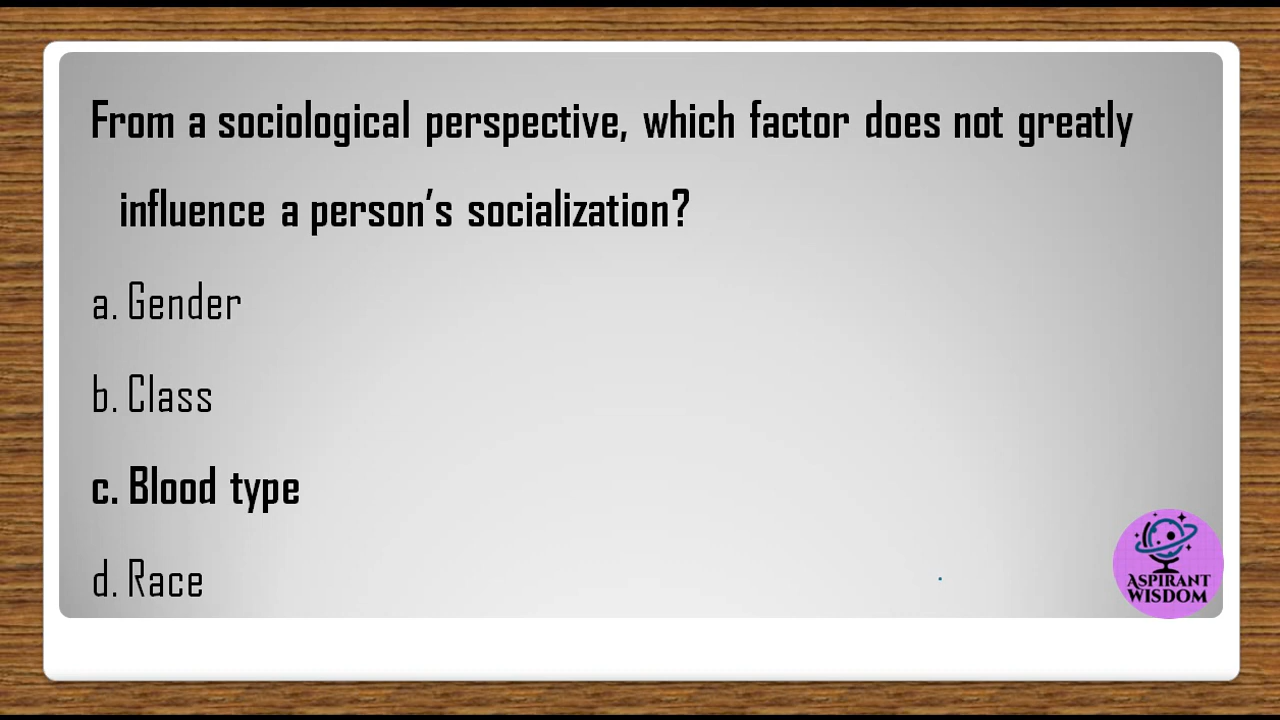 From a sociological perspective, which factor does not greatly
influence a person’s socialization?
a. Gender
b. Class
c. Blood type
d. Race
ASPIRANT
WISDOM